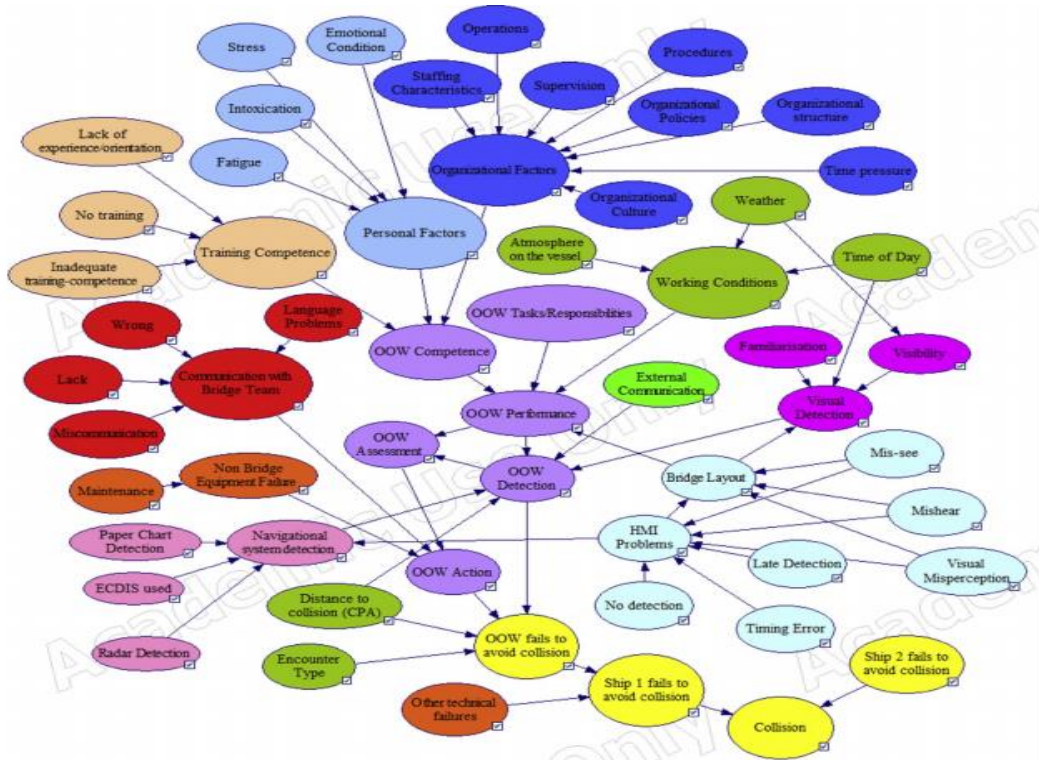 Operations
Emotional
Condition
Stress
Procedures
Staffing
Characteristics
Supervision
Intoxication
Organizational
Policies
Organizational
structure
Lack of
experience/orientation
Fatigue
Organizational Factors
Time pressure
No training
Organizational
Culture
Weather
Personal Factors
Training Competence
Atmosphere
on the vessel
Time of Day
Inadequate
training-competence
Working Conditions
Wrong
Language
Problems
OOW Tasks/Responsibilities
OOW Competence
Familiarisation
Visibility
Lack
Communication with
Bridge Team
External
Communication
Visual
Detection
OOW Performance
Miscommunication
OOW
Assessment
Mis-see
Non Bridge
Equipment Failure
OOW
Detection
Bridge Layout
Maintenance
Mishear
Paper Chart
Detection
Navigational
system detection
HMI
Problems
Late Detection
Visual
Misperception
OOW Action
ECDIS used
Distance to
collision (CPA)
No detection
Timing Error
Radar Detection
OOW fails to
avoid collision
Encounter
Type
Ship 2 fails to
avoid collision
Ship 1 fails to
avoid collision
Other technical
failures
Collision
Academic Use Only